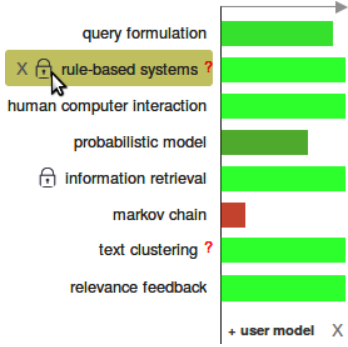 query formulation
X rule-based systems ?
human computer interaction
probabilistic model
information retrieval
markov chain
text clustering ?
relevance feedback
+ user model X